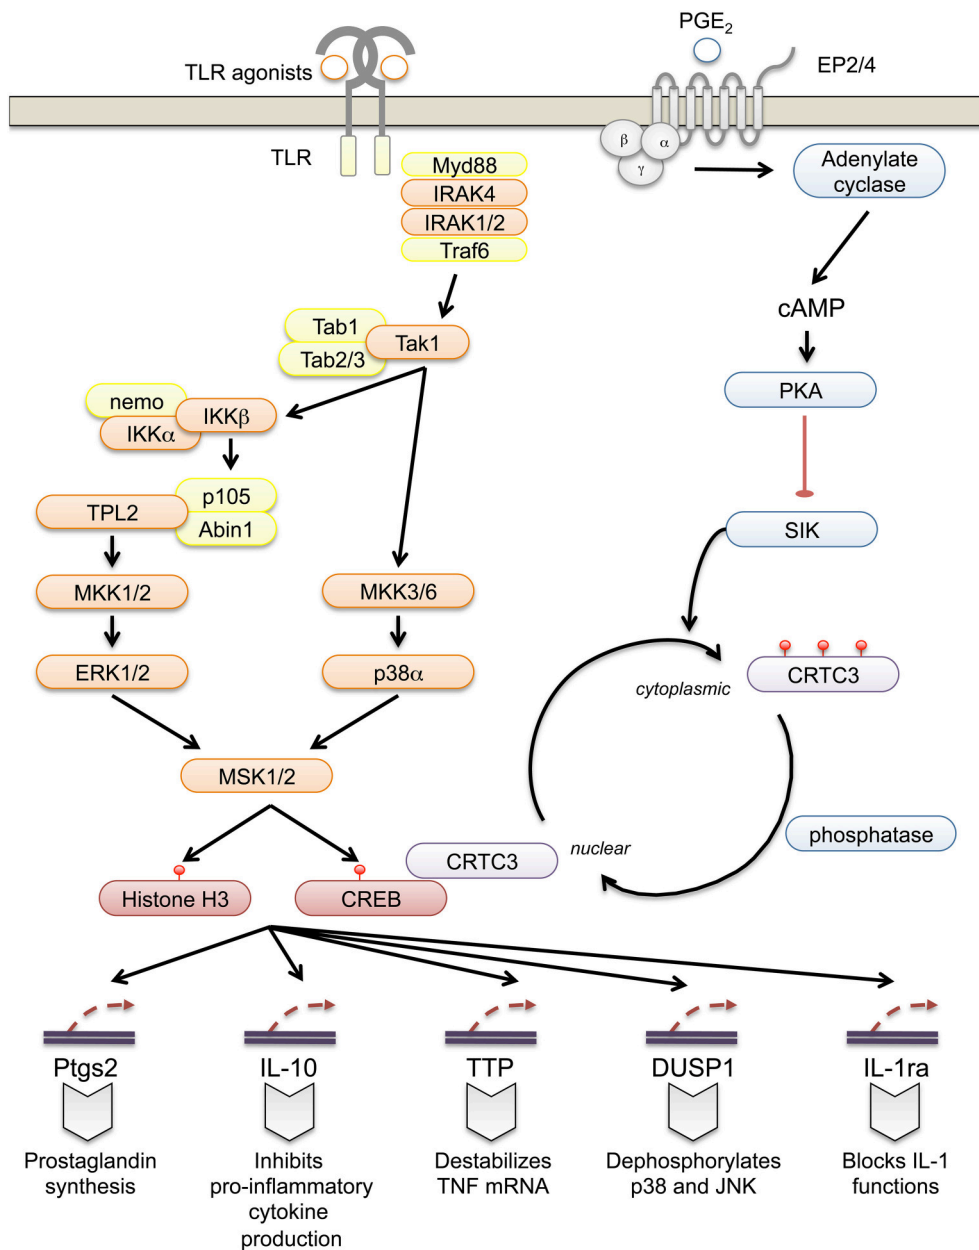 PGE2
TLR agonists
EP2/4
TLR
β
α
γ
Adenylate
cyclase
Myd88
IRAK4
IRAK1/2
Traf6
cAMP
Tab1
Tab2/3
Tak1
PKA
nemo
IKKα
IKKβ
p105
Abin1
TPL2
SIK
MKK1/2
MKK3/6
ERK1/2
p38α
cytoplasmic
CRTC3
MSK1/2
phosphatase
nuclear
CRTC3
Histone H3
CREB
Ptgs2
IL-10
TTP
DUSP1
IL-1ra
Prostaglandin
synthesis
Inhibits
pro-inflammatory
cytokine
production
Destabilizes
TNF mRNA
Dephosphorylates
p38 and JNK
Blocks IL-1
functions